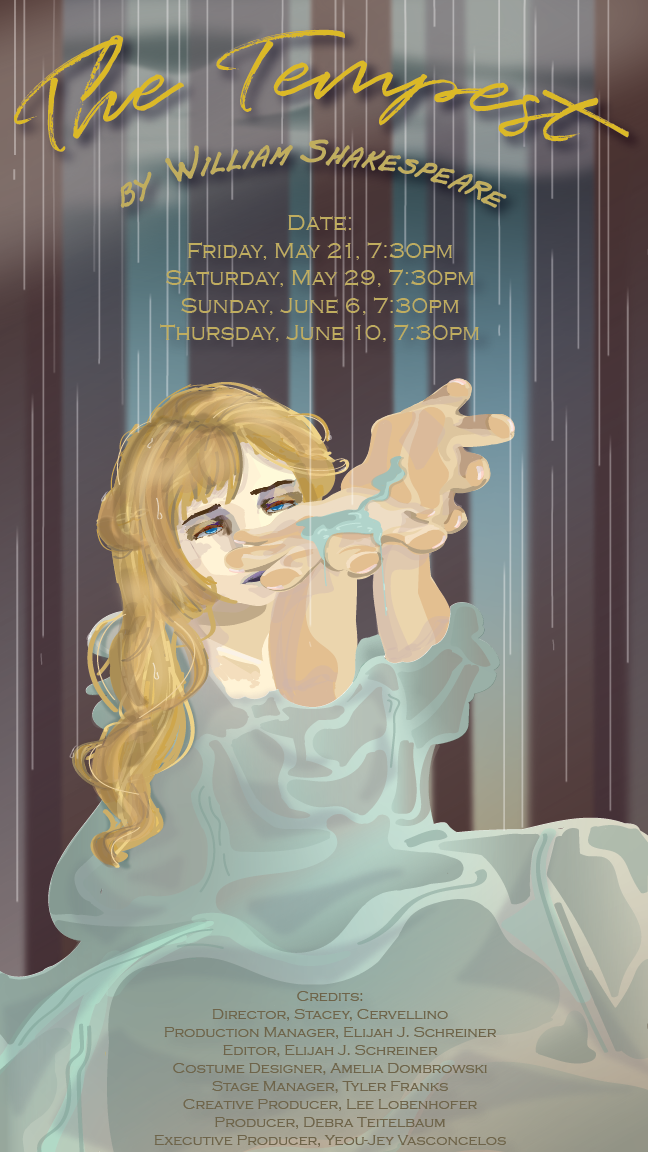 The Tempest
by William Shakespeare
Date:
Friday, May 21, 7:30pm
Saturday, May 29, 7:30pm
Sunday, June 6, 7:30pm
Thursday, June 10, 7:30pm
Credits:
Director, Stacey, Cervellino
Production Manager, Elijah J. Schreiner
Editor, Elijah J. Schreiner
Costume Designer, Amelia Dombrowski
Stage Manager, Tyler Franks
Creative Producer, Lee Lobenhofer
Producer, Debra Teitelbaum
Executive Producer, Yeou-Jey Vasconcelos